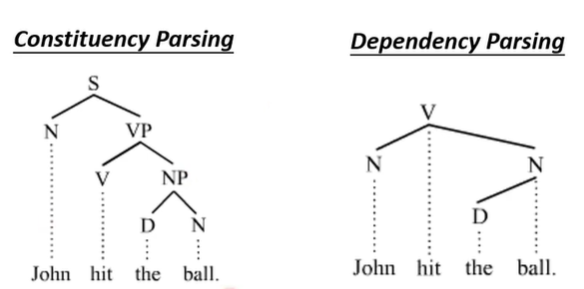 Constituency Parsing
Dependency Parsing
S
N VP
V NP
D N
John hit the ball.
V
N N
D
John hit the ball.